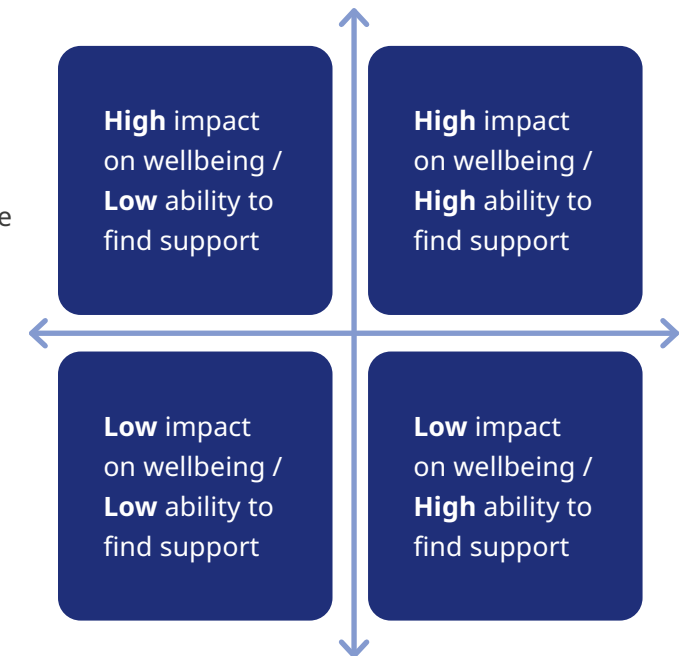 High impact
on wellbeing /
Low ability to
find support
High impact
on wellbeing /
High ability to
find support
e
Low impact
on wellbeing /
Low ability to
find support
Low impact
on wellbeing /
High ability to
find support